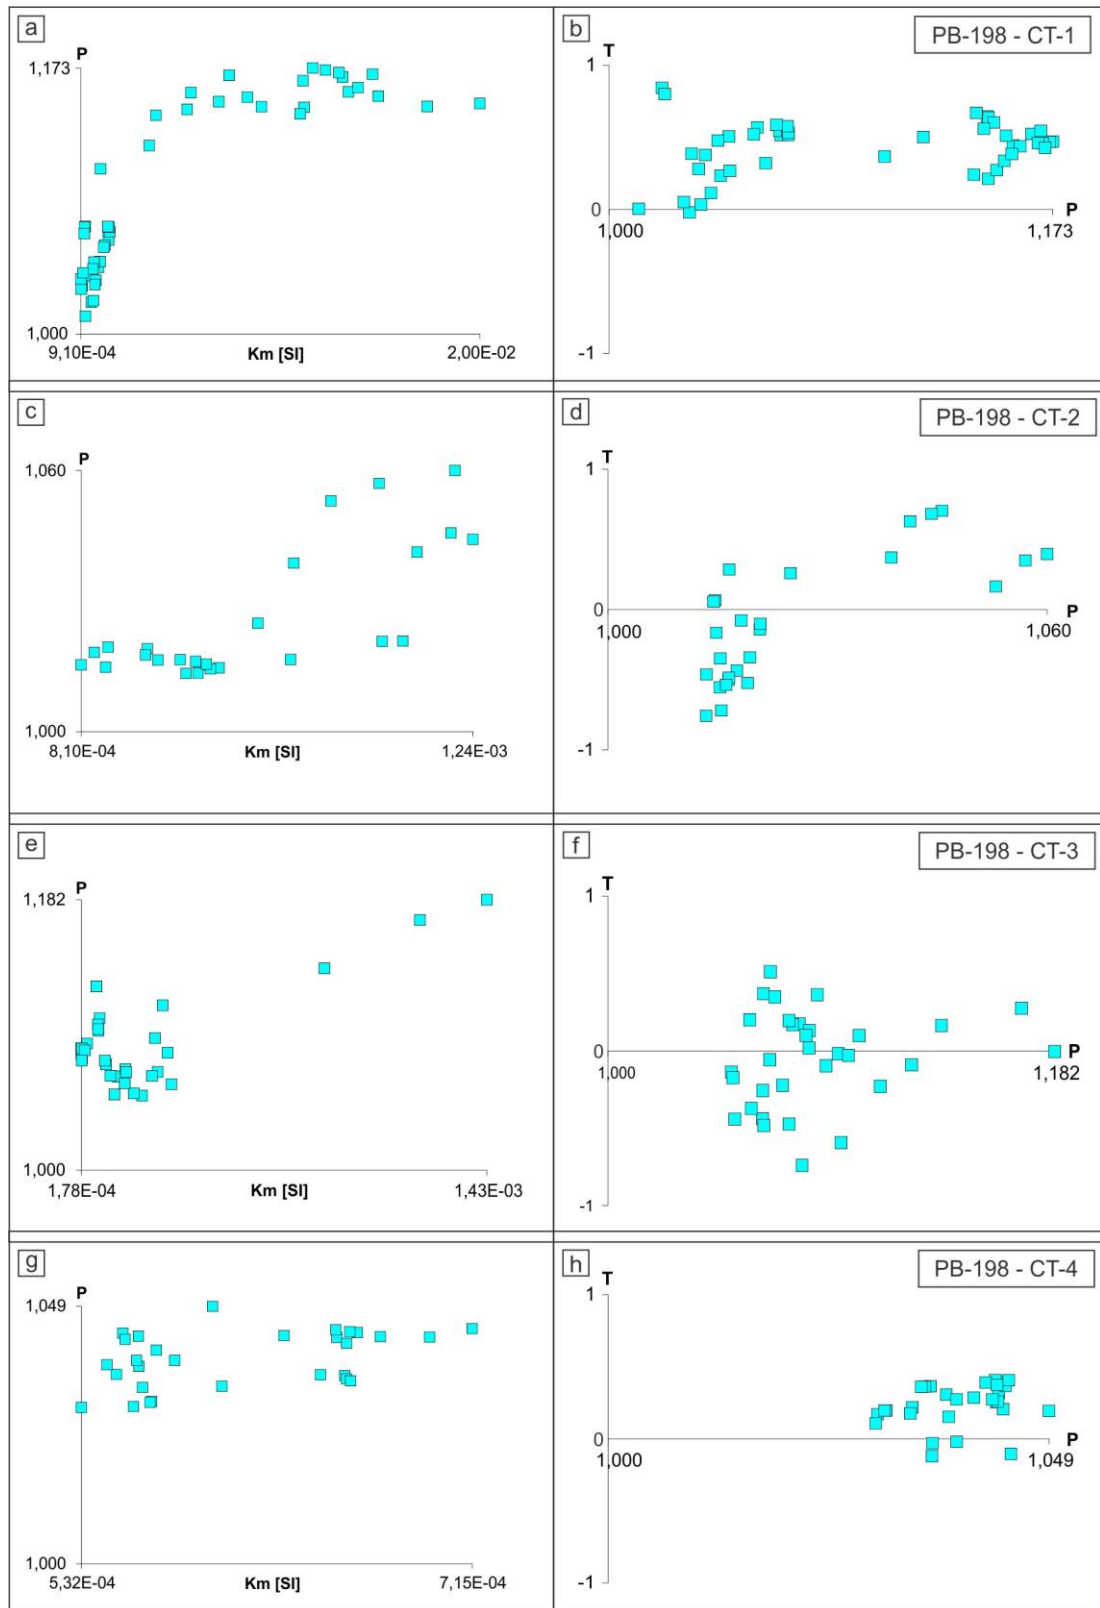 a
P
1,173
1,000
9,10E-04
Km [SI]
2,00E-02
b
PB-198 - CT-1
T
1
0
P
1,000
1,173
-1
c
P
1,060
1,000
8,10E-04
Km [SI]
1,24E-03
d
PB-198 - CT-2
T
1
0
P
1,000
1,060
-1
e
P
1,182
1,000
1,78E-04
Km [SI]
1,43E-03
f
PB-198 - CT-3
T
1
0
P
1,000
1,182
-1
g
P
1,049
1,000
5,32E-04
Km [SI]
7,15E-04
h
PB-198 - CT-4
T
1
0
P
1,000
1,049
-1